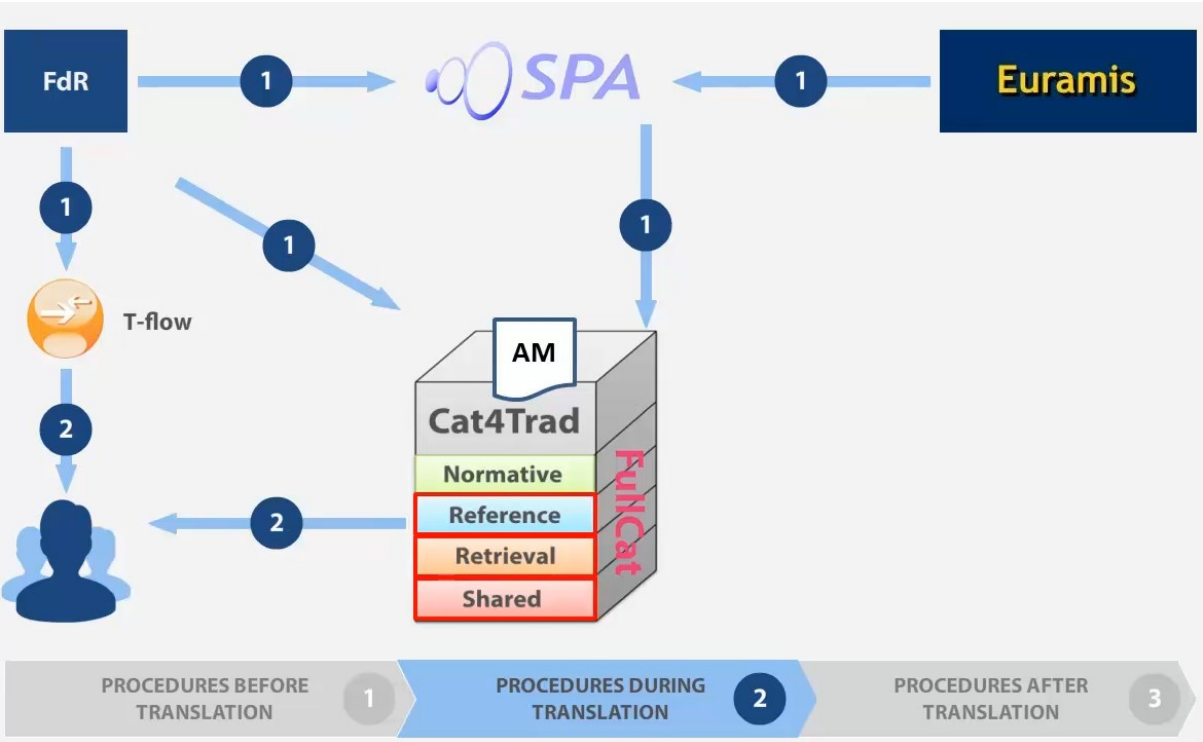 FdR
1
SPA
1
Euramis
1
1
1
T-flow
AM
Cat4Trad
2
Normative
FullCat
Reference
2
Retrieval
Shared
PROCEDURES BEFORE
TRANSLATION
1
PROCEDURES DURING
TRANSLATION
2
PROCEDURES AFTER
TRANSLATION
3